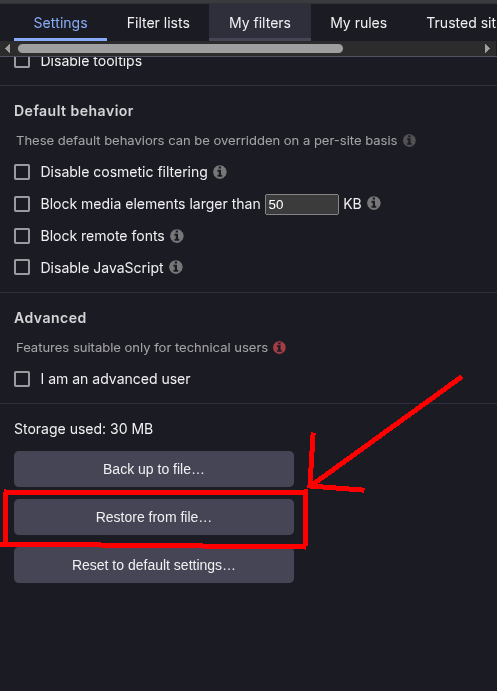 Settings Filter lists My filters My rules Trusted sit
Disable tooltips
Default behavior
These default behaviors can be overridden on a per-site basis
Disable cosmetic filtering
Block media elements larger than 50 KB
Block remote fonts
Disable JavaScript
Advanced
Features suitable only for technical users
I am an advanced user
Storage used: 30 MB
Back up to file…
Restore from file…
Reset to default settings…